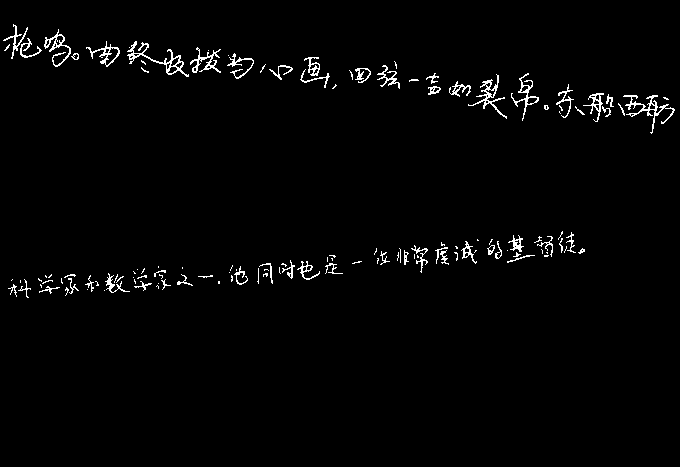 枪鸣。曲终收拨当心画，四弦一声如裂帛。东船西舫
科学家和数学家之一，他同时也是一位非常虔诚的基督徒。